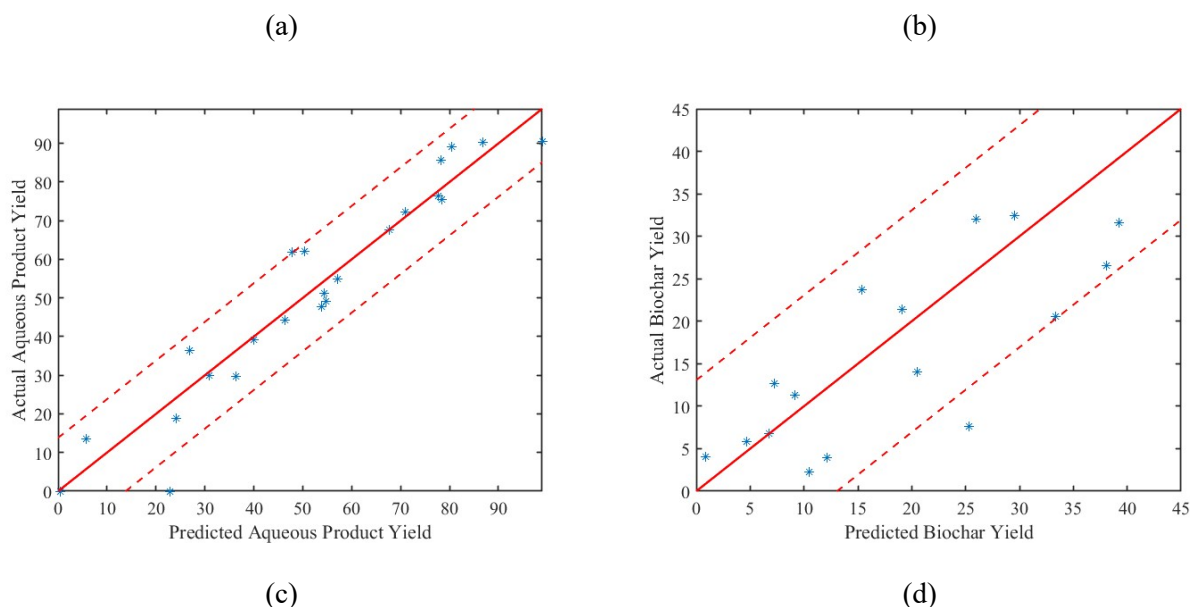 (a)
(b)
90
80
70
60
50
40
30
20
10
0
Actual Aqueous Product Yield
0 10 20 30 40 50 60 70 80 90
Predicted Aqueous Product Yield
45
40
35
30
25
20
15
10
5
0
Actual Biochar Yield
0 5 10 15 20 25 30 35 40 45
Predicted Biochar Yield
(c)
(d)